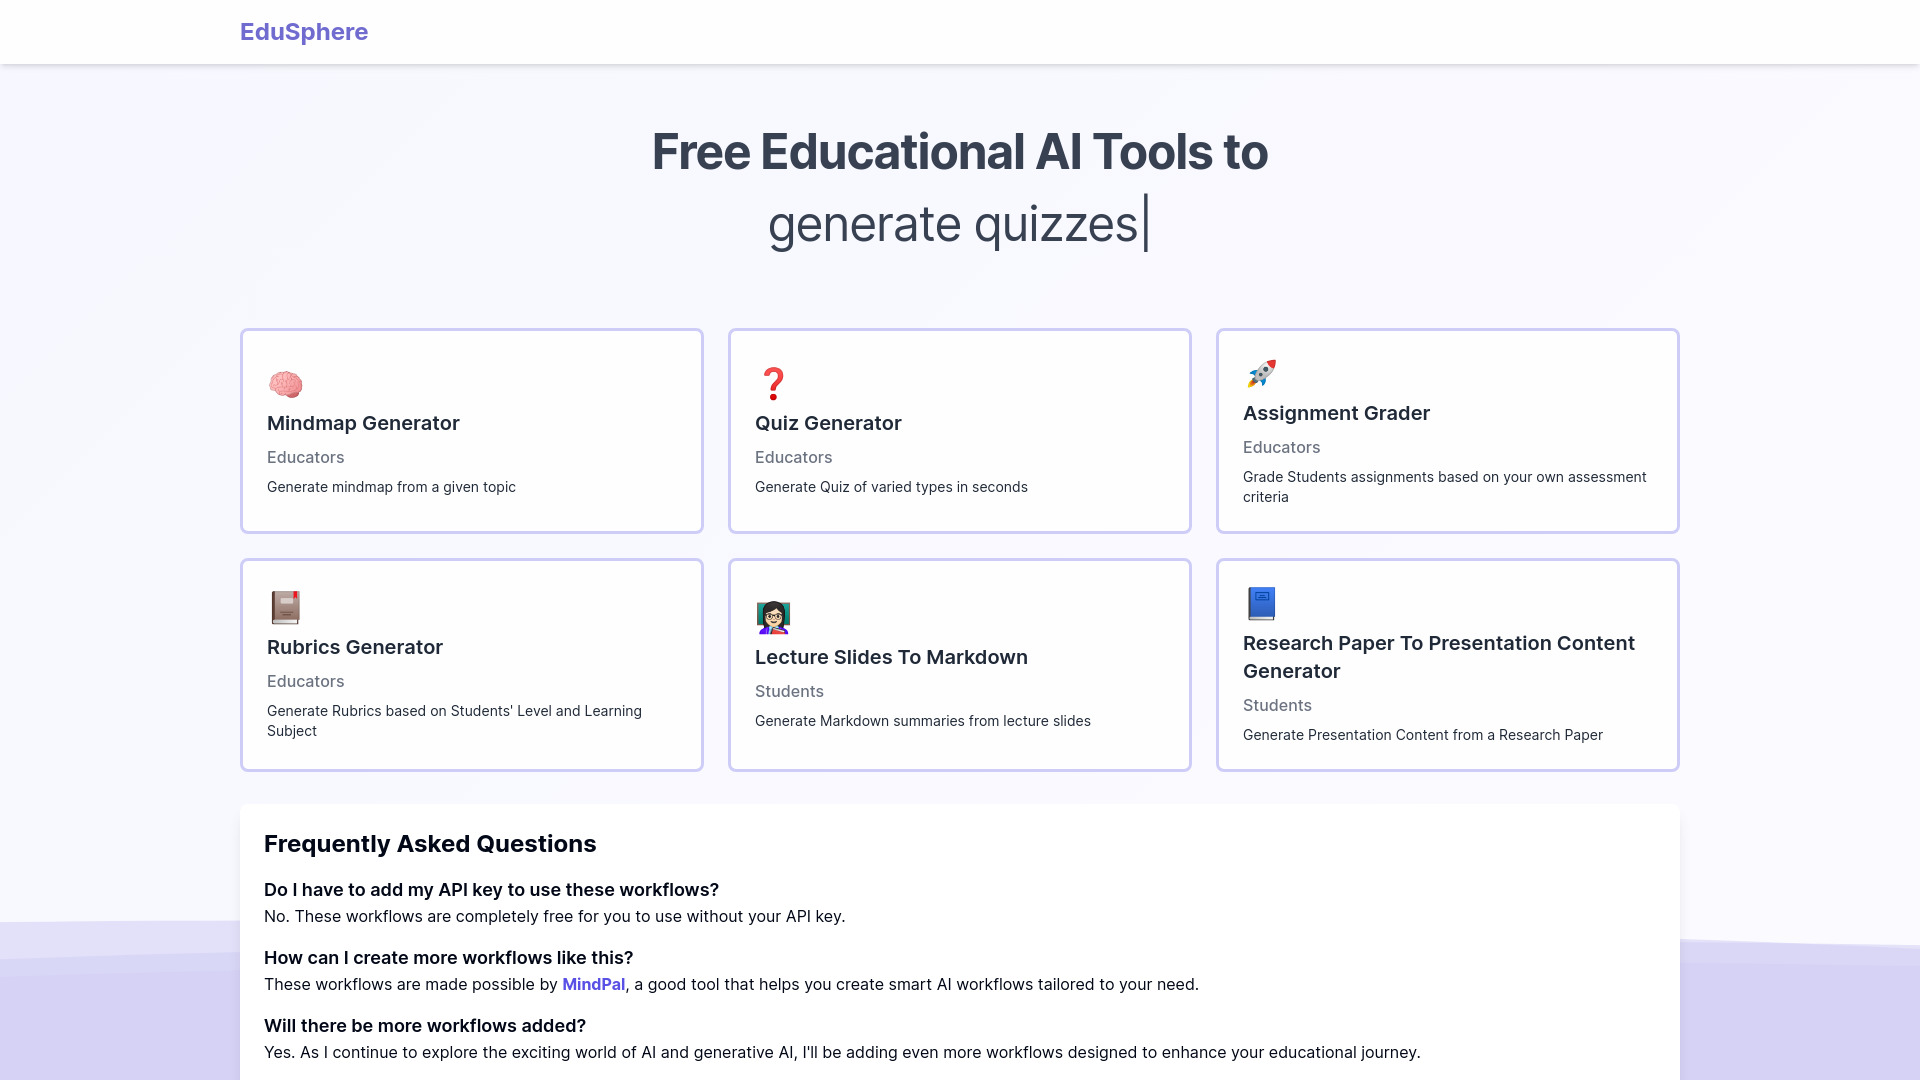 EduSphere
Free Educational AI Tools to
generate quizzes|
Mindmap Generator
Educators
Generate mindmap from a given topic
Quiz Generator
Educators
Generate Quiz of varied types in seconds
Assignment Grader
Educators
Grade Students assignments based on your own assessment
criteria
Rubrics Generator
Educators
Generate Rubrics based on Students' Level and Learning
Subject
Lecture Slides To Markdown
Students
Generate Markdown summaries from lecture slides
Research Paper To Presentation Content
Generator
Students
Generate Presentation Content from a Research Paper
Frequently Asked Questions
Do I have to add my API key to use these workflows?
No. These workflows are completely free for you to use without your API key.
How can I create more workflows like this?
These workflows are made possible by MindPal, a good tool that helps you create smart AI workflows tailored to your need.
Will there be more workflows added?
Yes. As I continue to explore the exciting world of AI and generative AI, I'll be adding even more workflows designed to enhance your educational journey.